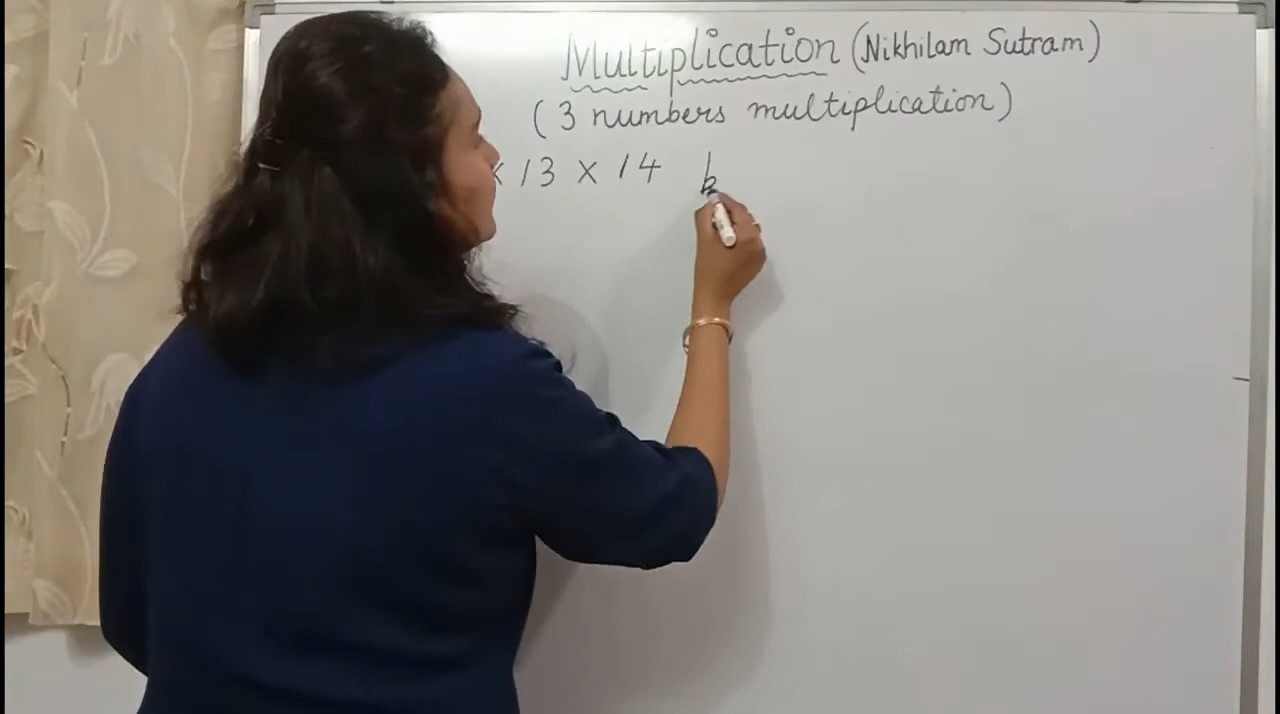 Multiplication (Nikhilam Sutram)
(3 numbers multiplication)
× 13 × 14 b